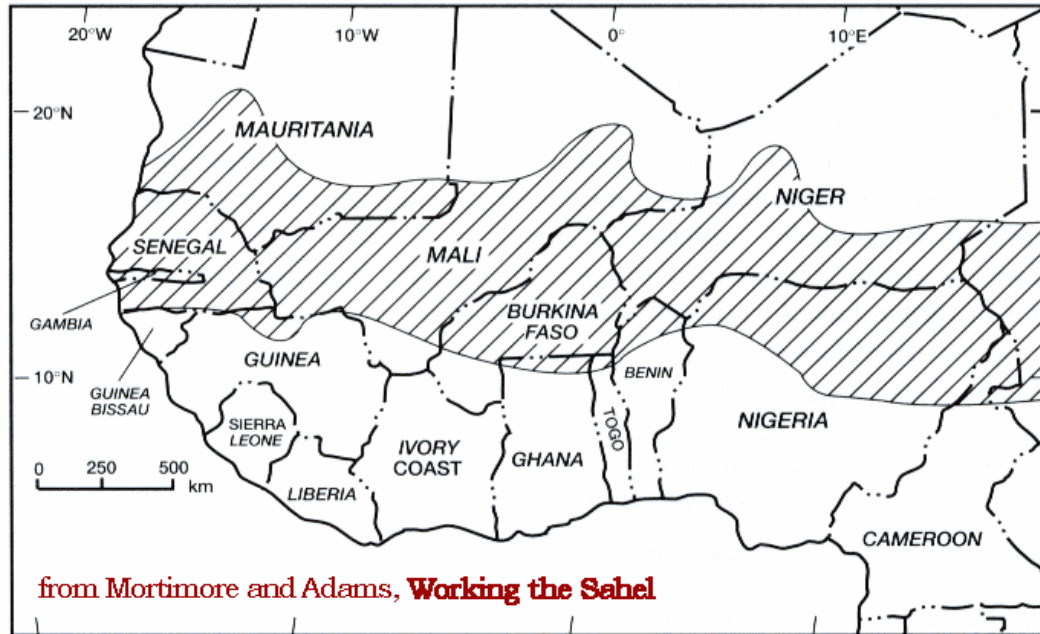 20°W
10°W
0°
10°E
20°N
MAURITANIA
NIGER
SENEGAL
MALI
BURKINA
FASO
GAMBIA
GUINEA
BENIN
10°N
GUINEA
BISSAU
SIERRA
LEONE
IVORY
COAST
GHANA
TOGO
NIGERIA
0 250 500
km
LIBERIA
CAMEROON
from Mortimore and Adams, Working the Sahel